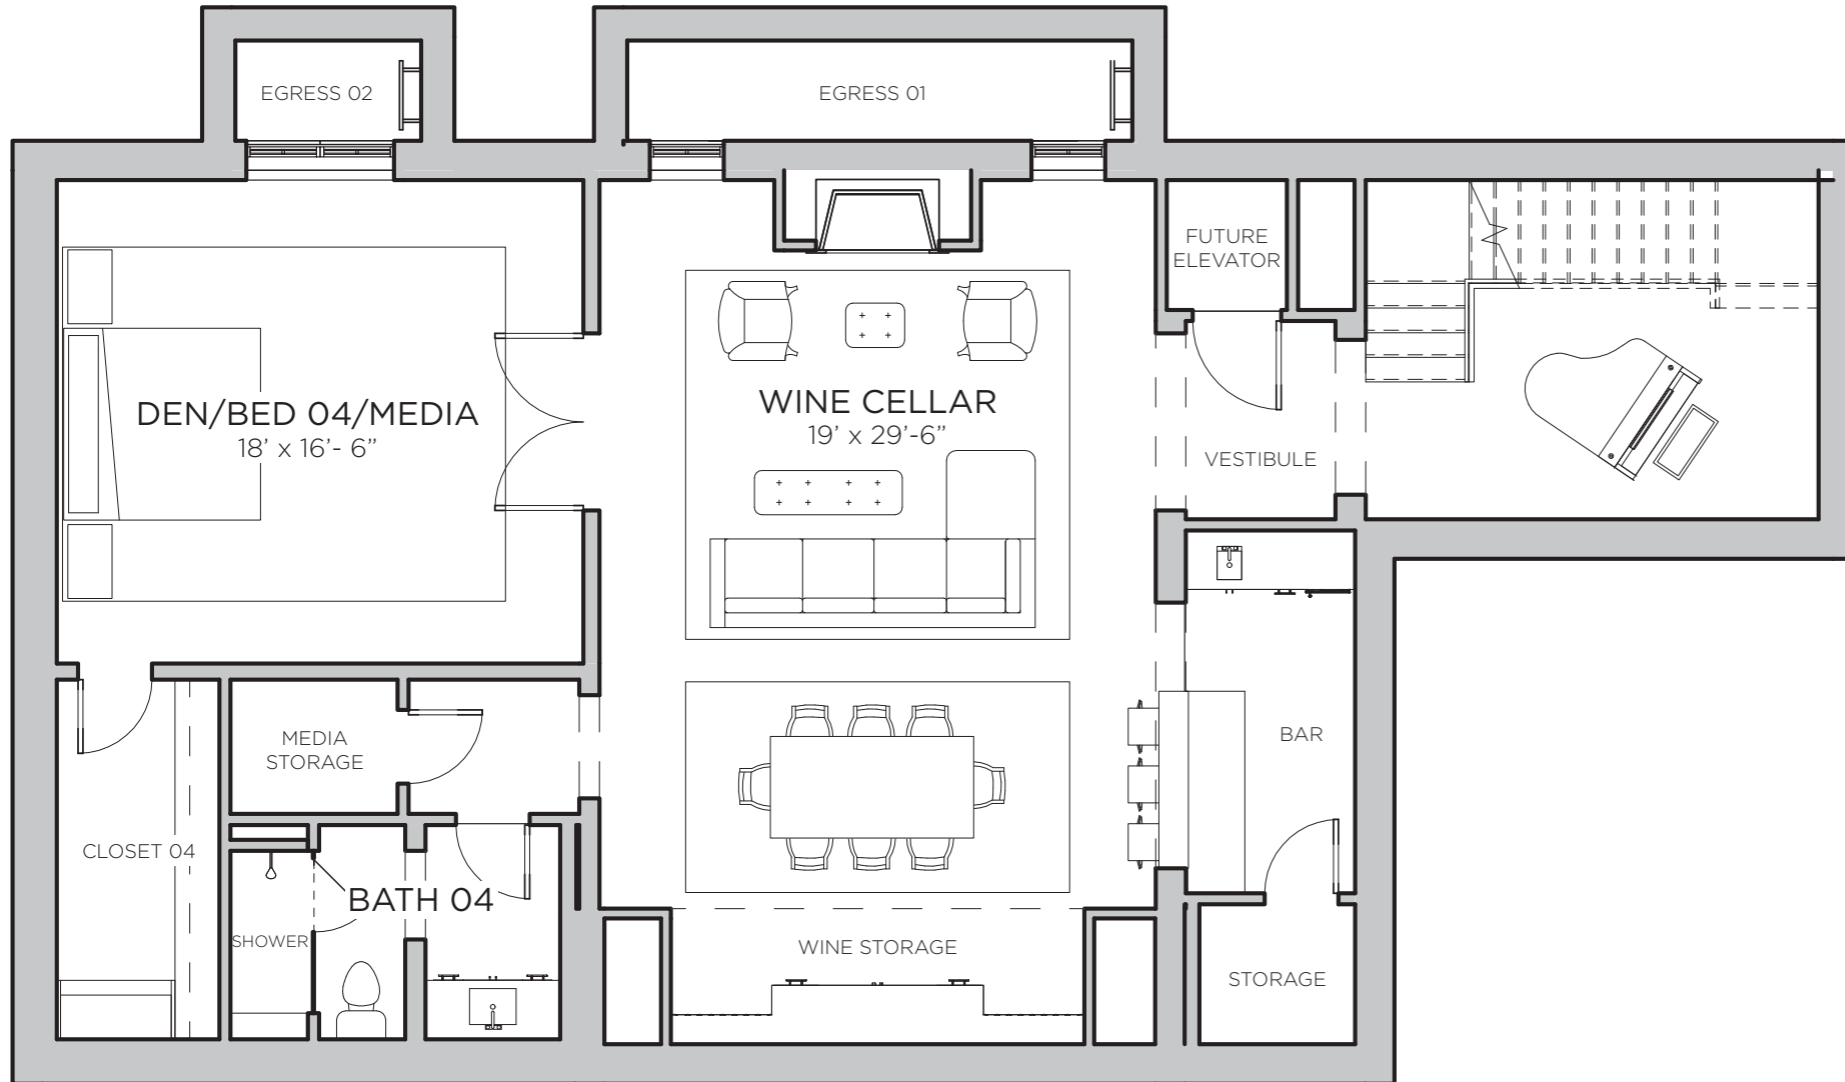 EGRESS 02
EGRESS 01
FUTURE
ELEVATOR
DEN/BED 04/MEDIA
18’ x 16’- 6”
WINE CELLAR
19’ x 29’-6”
VESTIBULE
MEDIA
STORAGE
BAR
CLOSET 04
BATH 04
SHOWER
WINE STORAGE
STORAGE